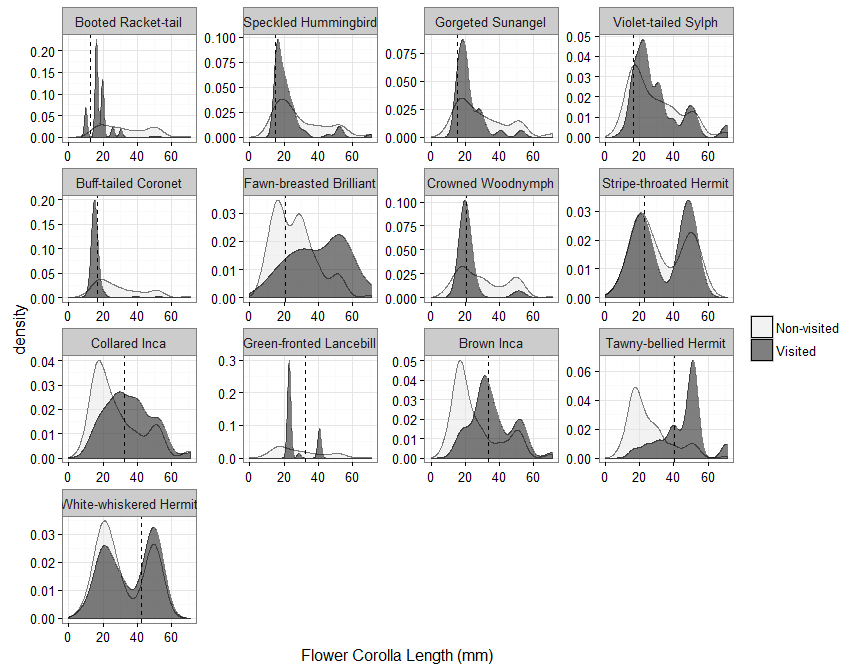 Booted Racket-tail Speckled Hummingbird Gorgeted Sunangel Violet-tailed Sylph
0.20 0.100 0.075 0.05
0.15 0.075 0.050 0.04
0.10 0.050 0.025 0.03
0.05 0.025 0.000 0.02
0.00 0.000 0.01
0.00
0 20 40 60 0 20 40 60 0 20 40 60 0 20 40 60
Buff-tailed Coronet Fawn-breasted Brilliant Crowned Woodnymph Stripe-throated Hermit
0.20 0.03 0.100 0.03
0.15 0.02 0.075 0.02
0.10 0.01 0.050 0.01
0.05 0.00 0.025 0.00
0.00 0.000
0 20 40 60 0 20 40 60 0 20 40 60 0 20 40 60
density
Collared Inca Green-fronted Lancebill Brown Inca Tawny-bellied Hermit
0.04 0.3 0.05 0.06
0.03 0.2 0.04 0.04
0.02 0.1 0.03 0.02
0.01 0.0 0.02 0.00
0.00 0.01
0.00
0 20 40 60 0 20 40 60 0 20 40 60 0 20 40 60
White-whiskered Hermit
0.03
0.02
0.01
0.00
0 20 40 60
Flower Corolla Length (mm)
Non-visited
Visited